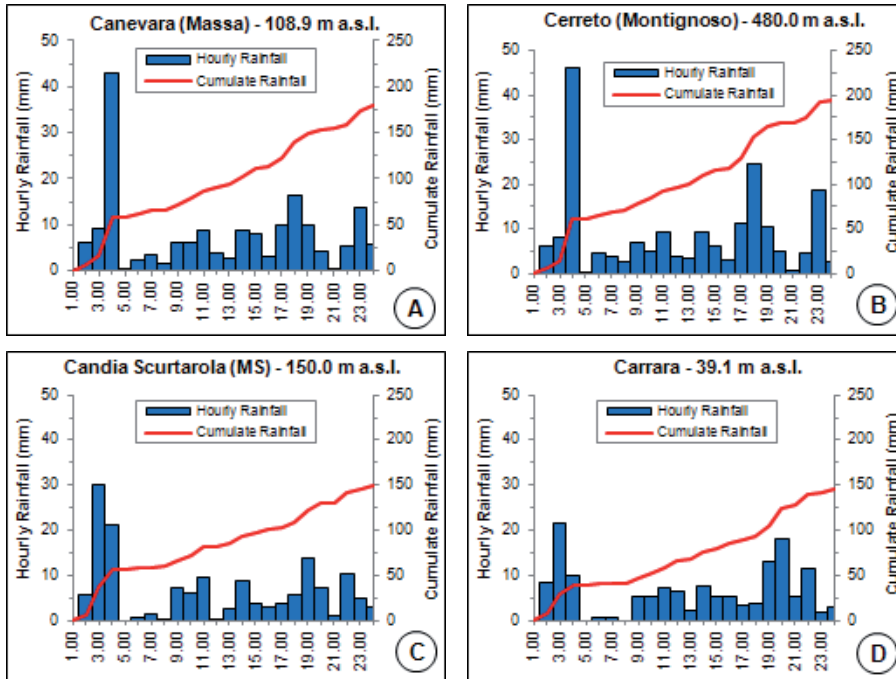 Canevara (Massa) - 108.9 m a.s.l.
Hourly Rainfall (mm)
50
40
30
20
10
0
Hourly Rainfall
Cumulate Rainfall
250
200
150
100
50
0
Cumulate Rainfall (mm)
1.00 3.00 5.00 7.00 9.00 11.00 13.00 15.00 17.00 19.00 21.00 23.00
A
Cerreto (Montignoso) - 480.0 m a.s.l.
Hourly Rainfall (mm)
50
40
30
20
10
0
Hourly Rainfall
Cumulate Rainfall
250
200
150
100
50
0
Cumulate Rainfall (mm)
1.00 3.00 5.00 7.00 9.00 11.00 13.00 15.00 17.00 19.00 21.00 23.00
B
Candia Scurtarola (MS) - 150.0 m a.s.l.
Hourly Rainfall (mm)
50
40
30
20
10
0
Hourly Rainfall
Cumulate Rainfall
250
200
150
100
50
0
Cumulate Rainfall (mm)
1.00 3.00 5.00 7.00 9.00 11.00 13.00 15.00 17.00 19.00 21.00 23.00
C
Carrara - 39.1 m a.s.l.
Hourly Rainfall (mm)
50
40
30
20
10
0
Hourly Rainfall
Cumulate Rainfall
250
200
150
100
50
0
Cumulate Rainfall (mm)
1.00 3.00 5.00 7.00 9.00 11.00 13.00 15.00 17.00 19.00 21.00 23.00
D